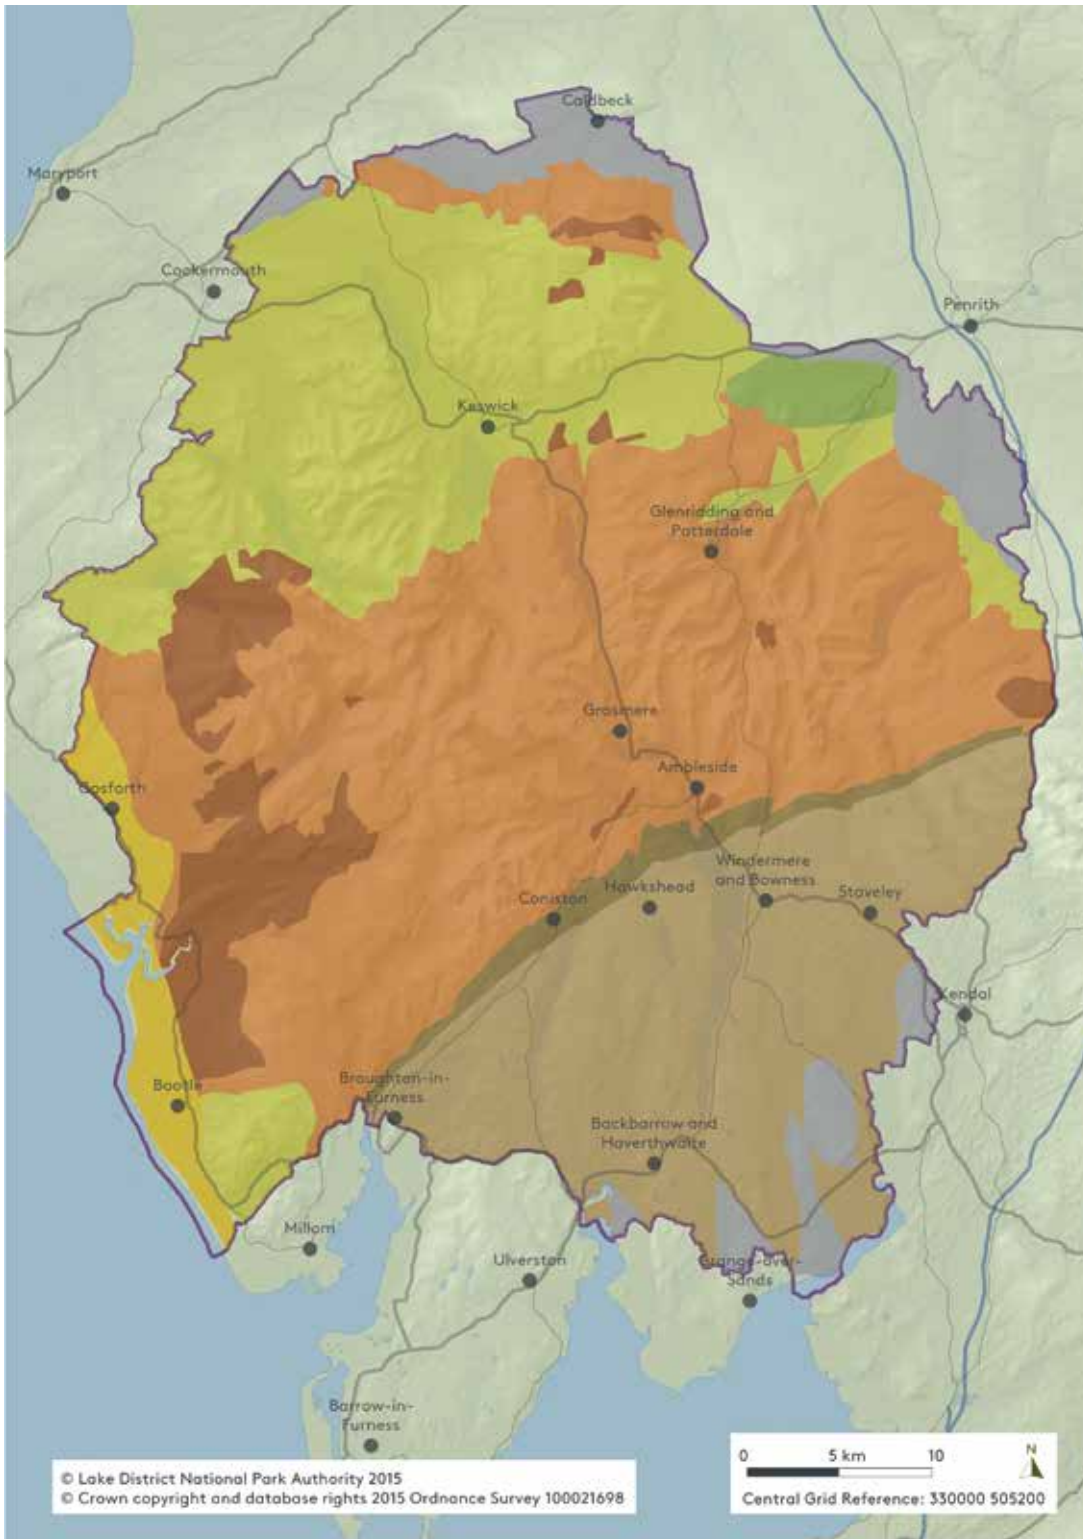 Caldbeck
Maryport
Cockermouth
Penrith
Keswick
Glenridding and
Patterdale
Grasmere
Ambleside
Gosforth
Windermere
and Bowness
Hawkshead
Staveley
Coniston
Kendal
Bootle
Broughton-in-
Furness
Backbarrow and
Haverthwaite
Millom
Ulverston
Grange-over-
Sands
Barrow-in-
Furness
0 5 km 10
N
© Lake District National Park Authority 2015
© Crown copyright and database rights 2015 Ordnance Survey 100021698
Central Grid Reference: 330000 505200